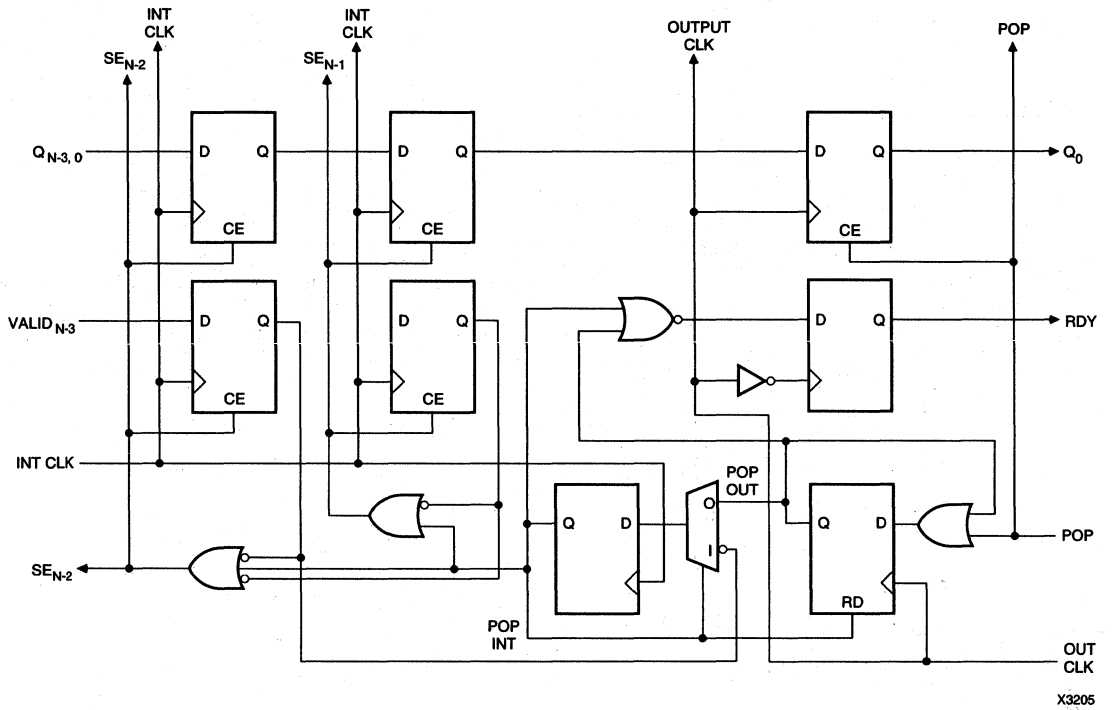 INT
CLK
INT
CLK
OUTPUT
CLK
POP
SE N-2
SE N-1
Q N-3, 0
D Q
CE
D Q
CE
D Q
CE
Q0
VALID N-3
D Q
CE
D Q
CE
D Q
RDY
INT CLK
POP
OUT
Q D
O
I
Q D
RD
POP
SE N-2
POP
INT
OUT
CLK
X3205